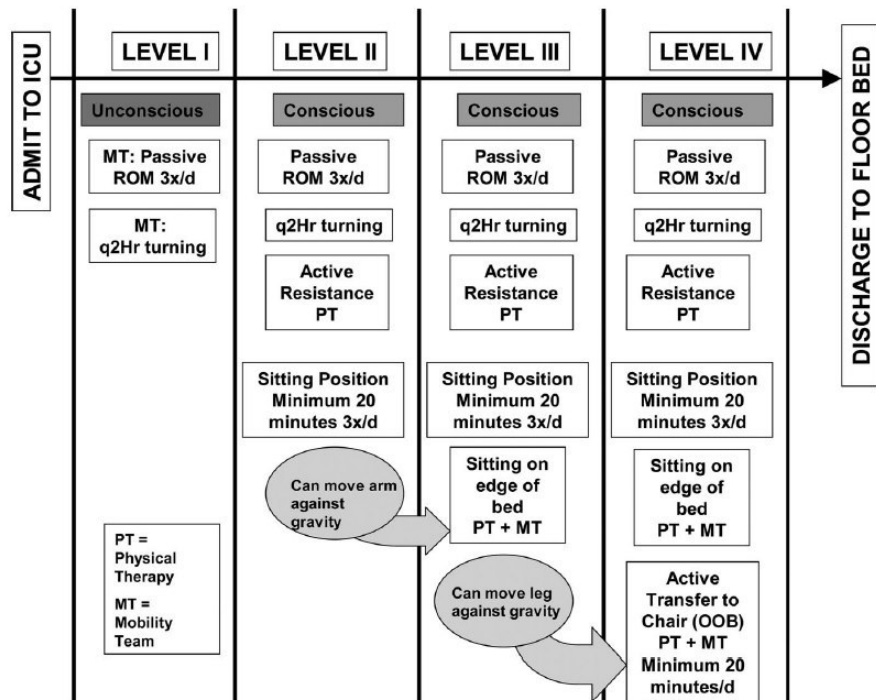 ADMIT TO ICU
LEVEL I
Unconscious
MT: Passive
ROM 3x/d
MT:
q2Hr turning
PT =
Physical
Therapy
MT =
Mobility
Team
LEVEL II
Conscious
Passive
ROM 3x/d
q2Hr turning
Active
Resistance
PT
Sitting Position
Minimum 20
minutes 3x/d
Can move arm
against
gravity
LEVEL III
Conscious
Passive
ROM 3x/d
q2Hr turning
Active
Resistance
PT
Sitting Position
Minimum 20
minutes 3x/d
Sitting on
edge of
bed
PT + MT
Can move leg
against gravity
LEVEL IV
Conscious
Passive
ROM 3x/d
q2Hr turning
Active
Resistance
PT
Sitting Position
Minimum 20
minutes 3x/d
Sitting on
edge of
bed
PT + MT
Active
Transfer to
Chair (OOB)
PT + MT
Minimum 20
minutes/d
DISCHARGE TO FLOOR BED